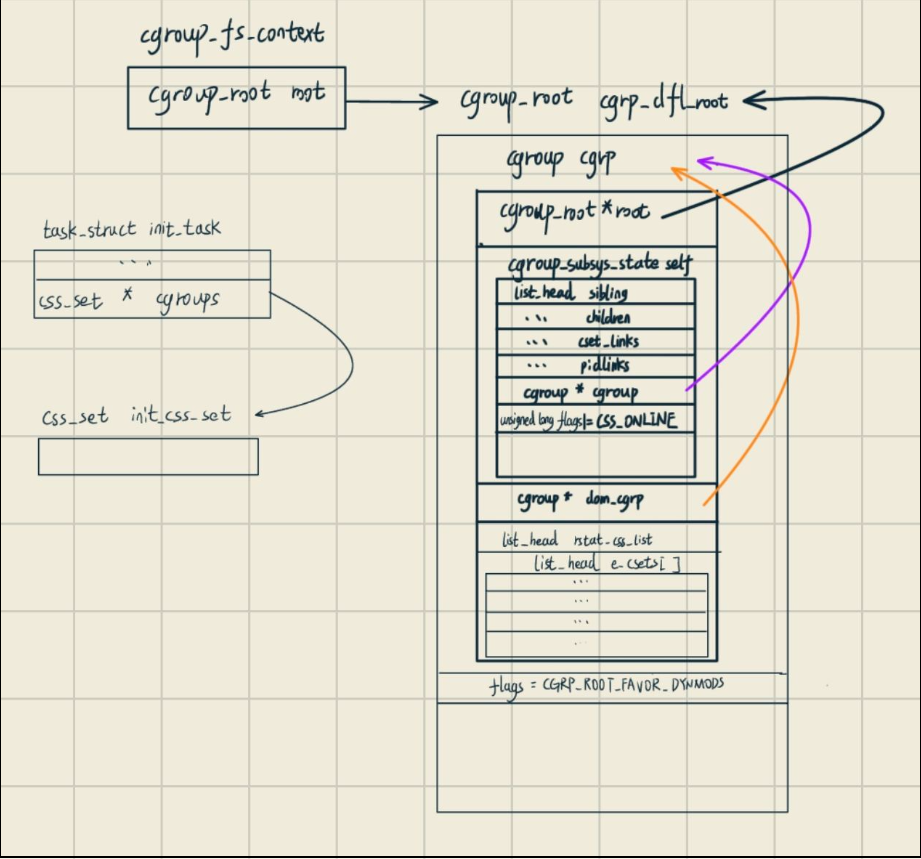 cgroup_fs_context
cgroup_root root
cgroup_root cgrp_dfl_root
cgroup cgrp
cgroup_root * root
task_struct init_task
...
css_set * cgroups
cgroup_subsys_state self
list_head sibling
... children
... cset_links
... pidlinks
cgroup * cgroup
unsigned long flags|= CSS_ONLINE
css_set init_css_set
cgroup * dom_cgrp
list_head rstat_css_list
list_head e_csets[ ]
...
...
...
...
flags = CGRP_ROOT_FAVOR_DYNMODS